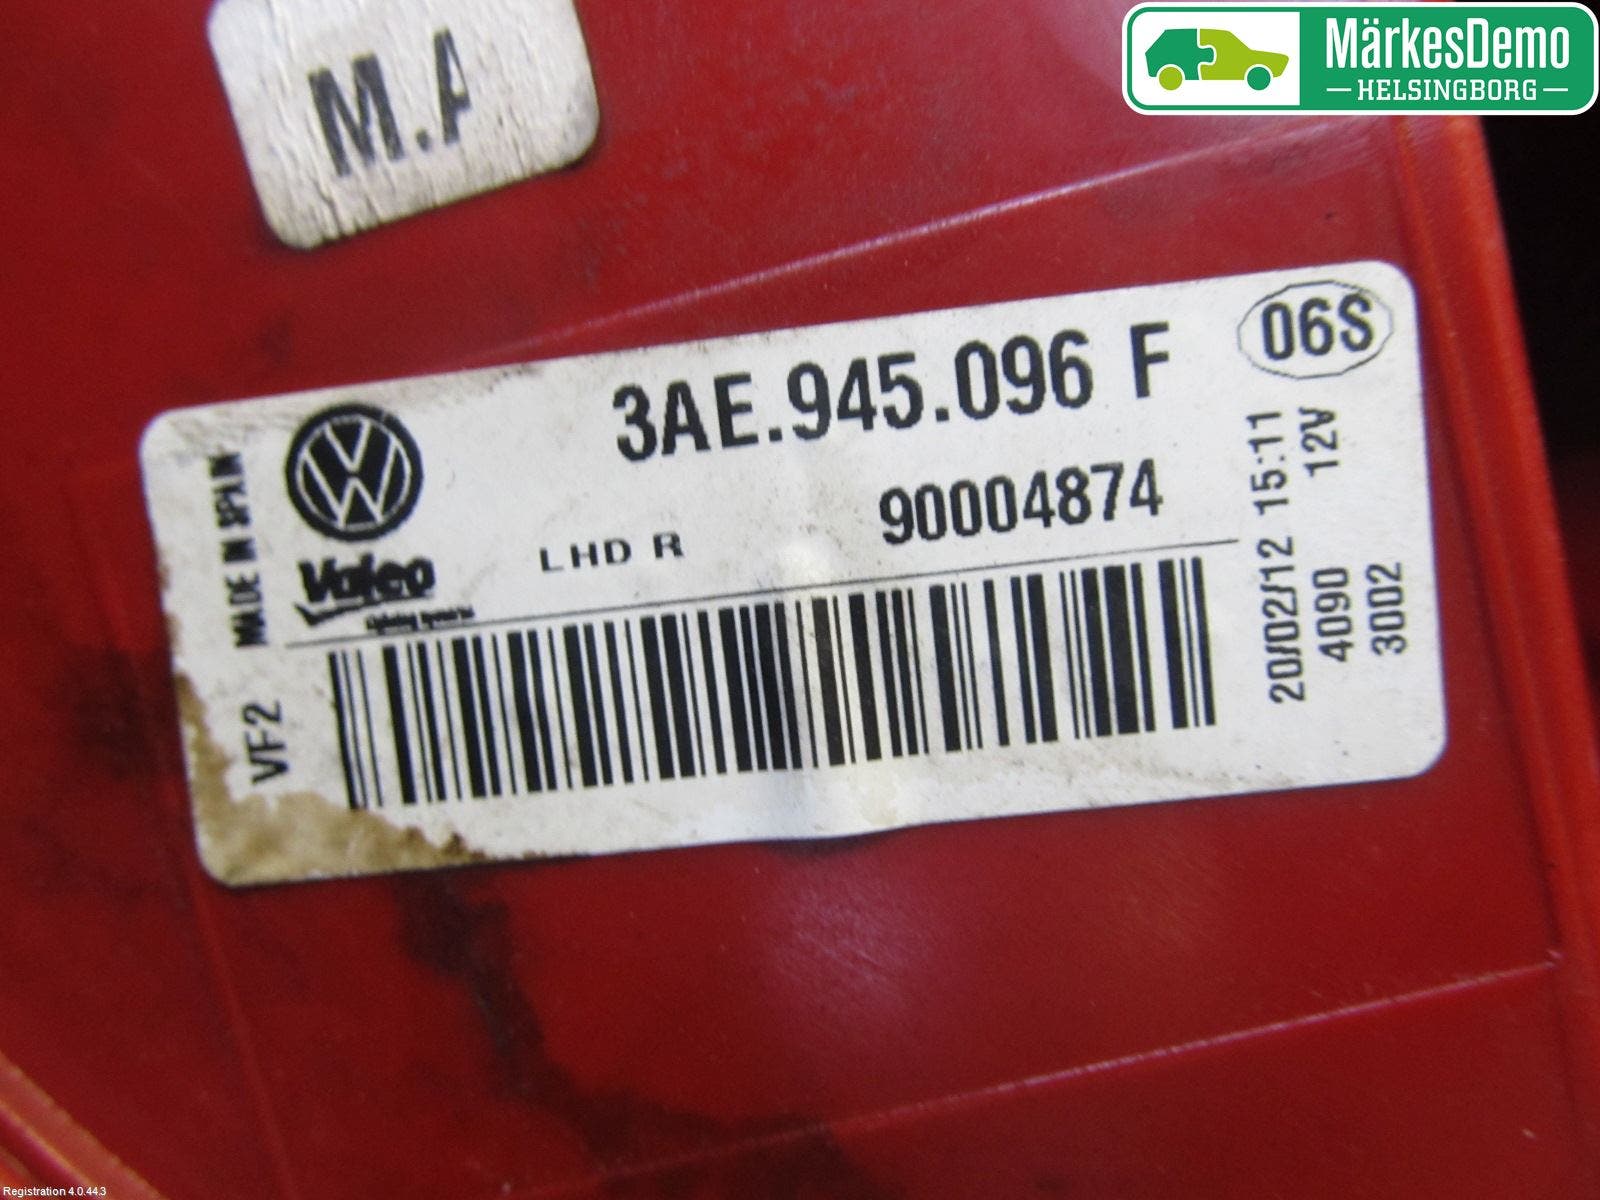 MärkesDemo
HELSINGBORG
M.A
3AE.945.096 F
06S
90004874
LHD R
Valeo
MADE IN SPAIN
VF2
20/02/12 15:11
4090 12V
3002
Registration 4.0.44.3